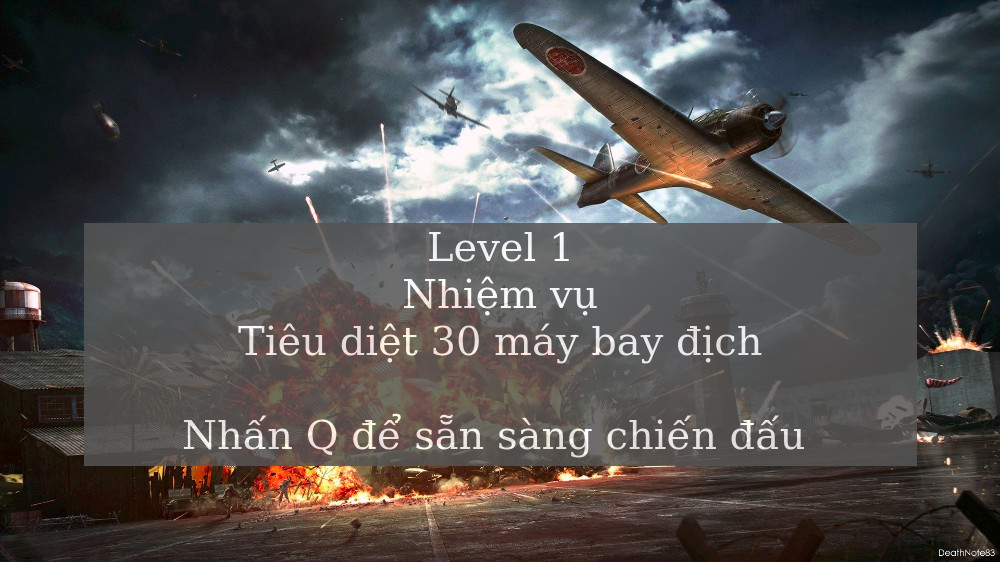 Level 1
Nhiệm vụ
Tiêu diệt 30 máy bay địch
Nhấn Q để sẵn sàng chiến đấu
DeathNote83